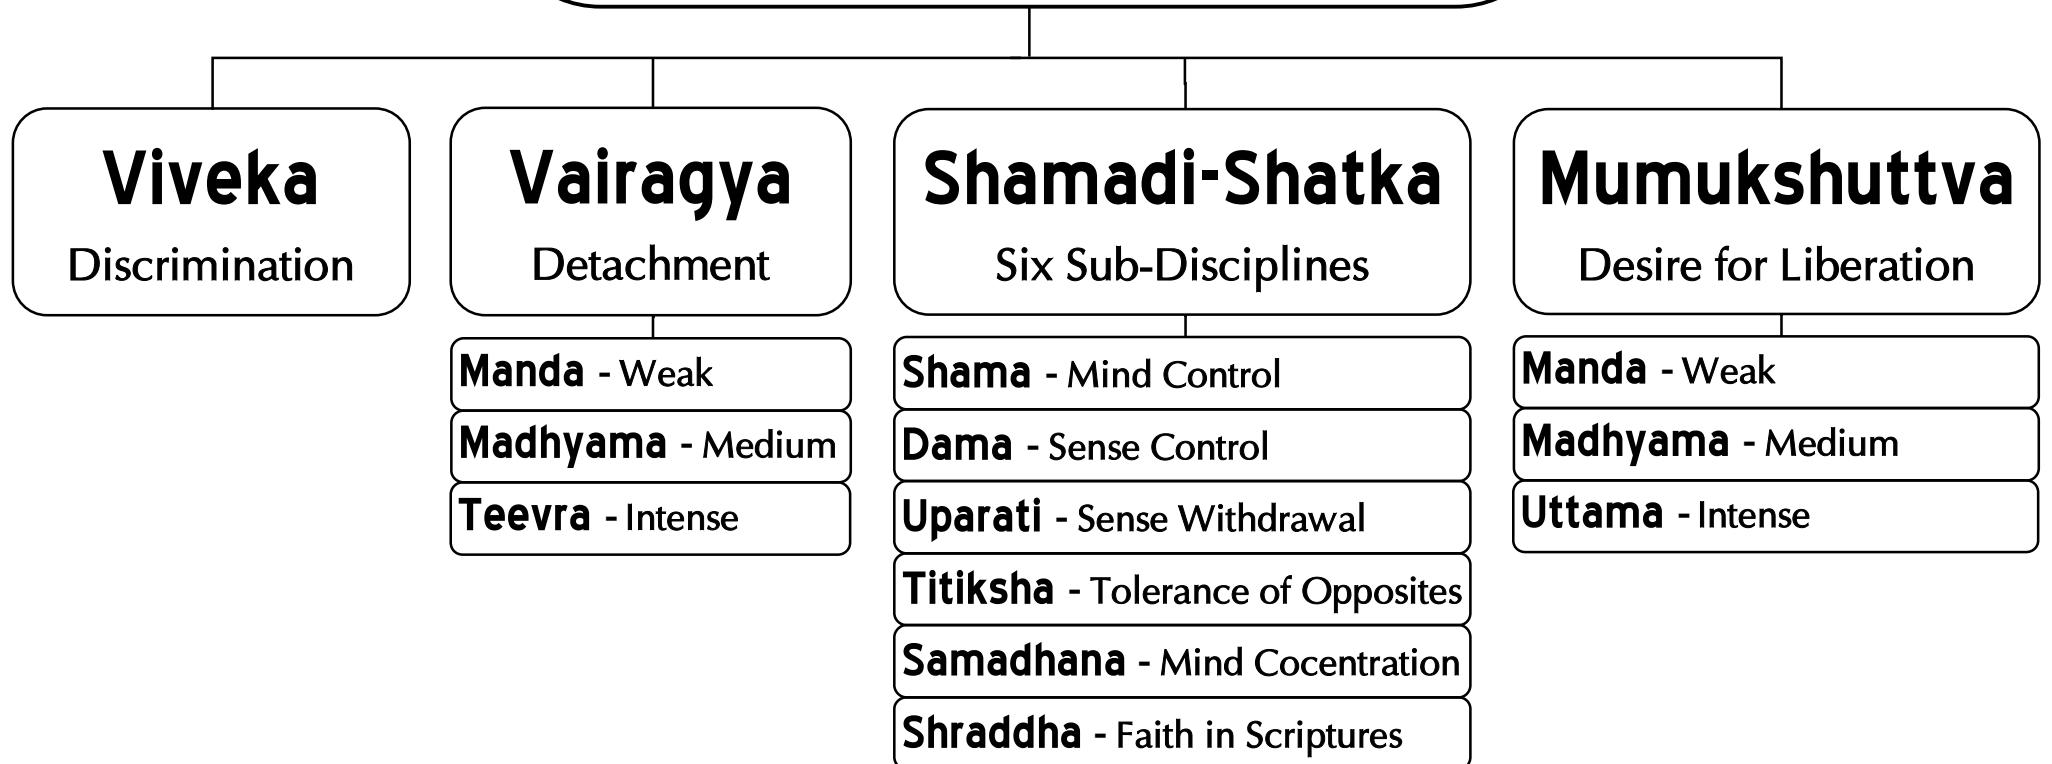 Viveka
Discrimination
Vairagya
Detachment
Manda - Weak
Madhyama - Medium
Teevra - Intense
Shamadi-Shatka
Six Sub-Disciplines
Shama - Mind Control
Dama - Sense Control
Uparati - Sense Withdrawal
Titiksha - Tolerance of Opposites
Samadhana - Mind Cocentration
Shraddha - Faith in Scriptures
Mumukshuttva
Desire for Liberation
Manda - Weak
Madhyama - Medium
Uttama - Intense